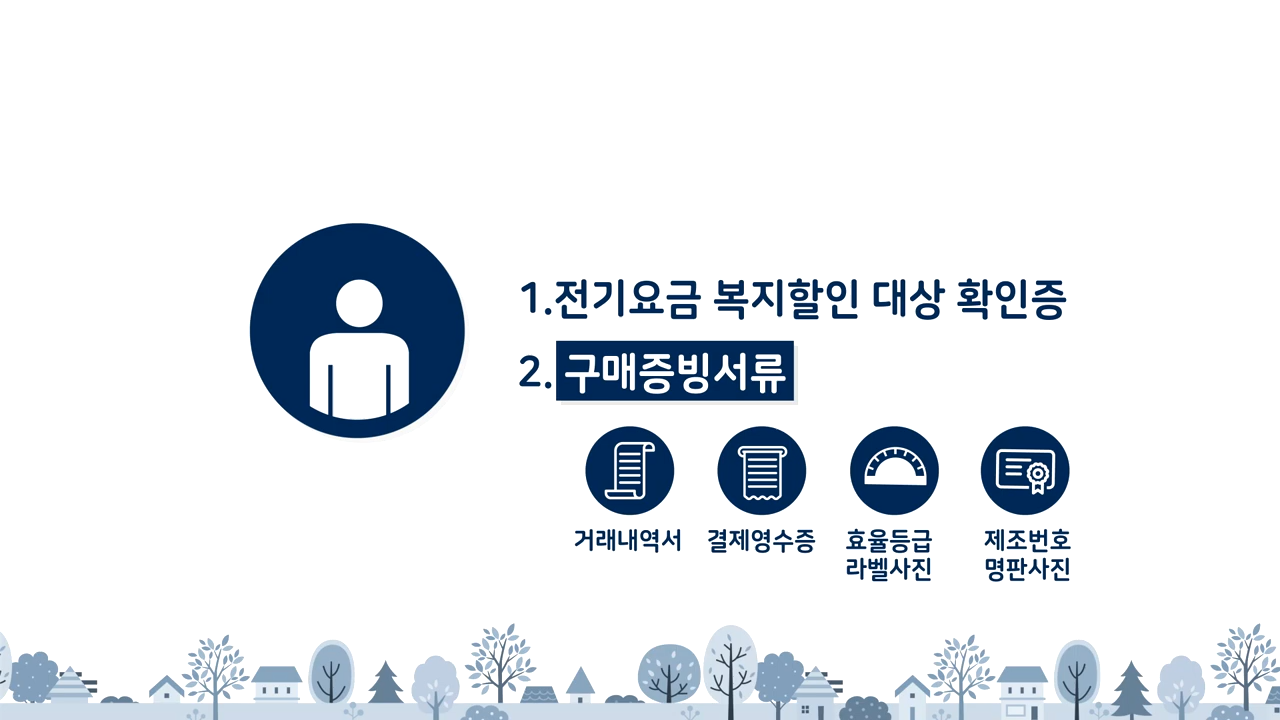 1.전기요금 복지할인 대상 확인증
2. 구매증빙서류
거래내역서 결제영수증 효율등급 라벨사진 제조번호 명판사진